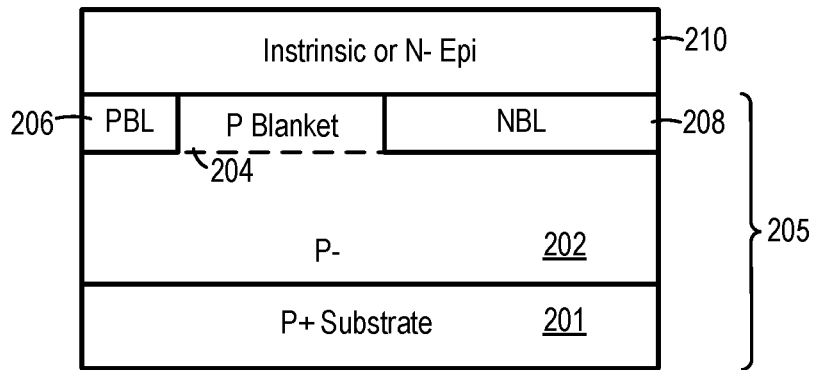 Instrinsic or N- Epi
210
206
PBL
P Blanket
NBL
208
204
205
P-
202
P+ Substrate
201